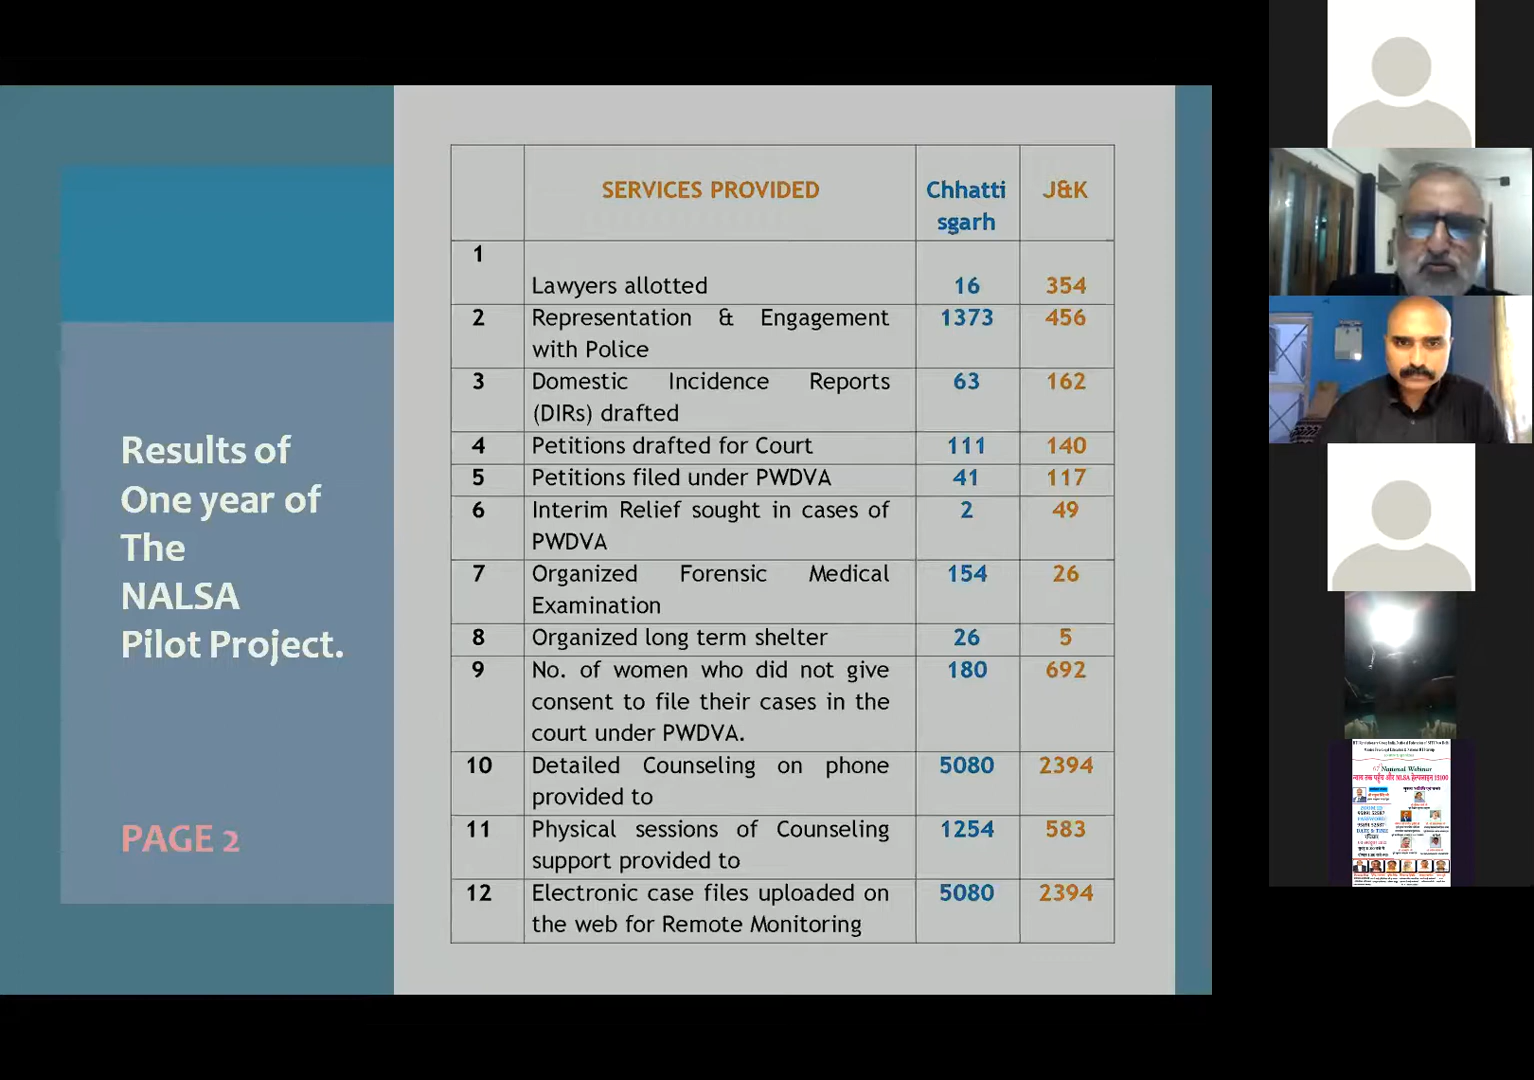 Results of
One year of
The
NALSA
Pilot Project.
PAGE 2
SERVICES PROVIDED
Chhatti
sgarh
J&K
1
Lawyers allotted 16 354
2 Representation & Engagement 1373 456
with Police
3 Domestic Incidence Reports 63 162
(DIRs) drafted
4 Petitions drafted for Court 111 140
5 Petitions filed under PWDVA 41 117
6 Interim Relief sought in cases of 2 49
PWDVA
7 Organized Forensic Medical 154 26
Examination
8 Organized long term shelter 26 5
9 No. of women who did not give 180 692
consent to file their cases in the
court under PWDVA.
10 Detailed Counseling on phone 5080 2394
provided to
11 Physical sessions of Counseling 1254 583
support provided to
12 Electronic case files uploaded on 5080 2394
the web for Remote Monitoring
National Webinar